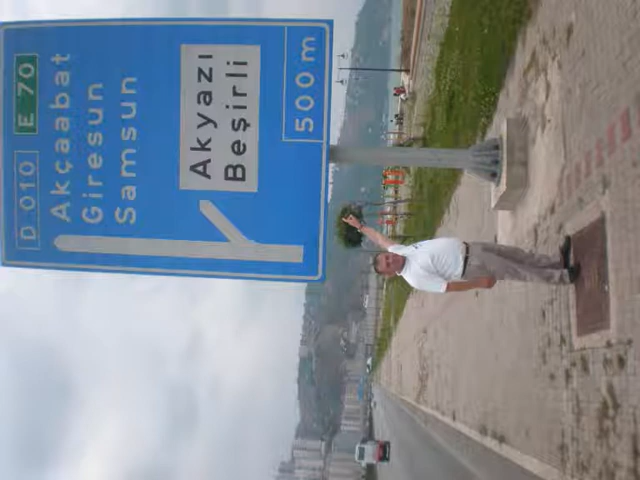 D 010 E 70
Akçaabat
Giresun
Samsun
Akyazı
Beşirli
500 m